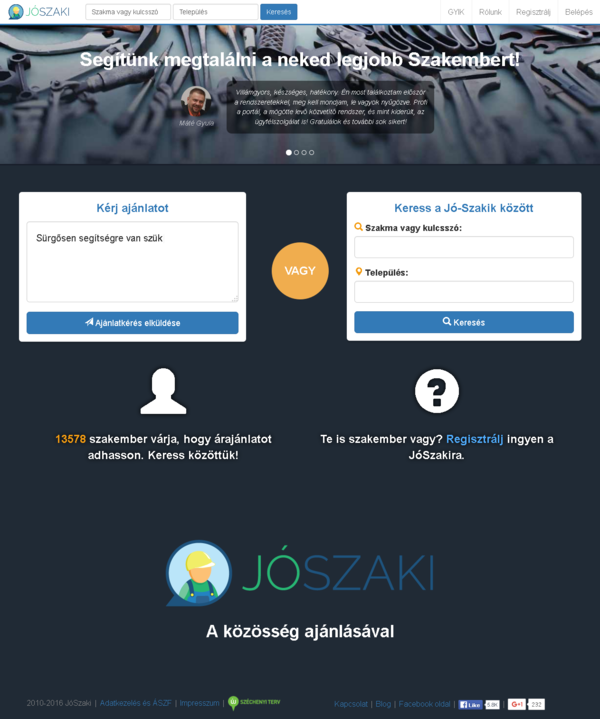 JÓSZAKI
Szakma vagy kulcsszó
Település
Keresés
GYIK
Rólunk
Regisztrálj
Belépés
Segítünk megtalálni a neked legjobb Szakembert!
Villámgyors, készséges, hatékony. Én most találkoztam először
a rendszeretekkel, meg kell mondjam, le vagyok nyűgözve. Profi
a portál, a mögötte levő közvetítő rendszer, és mint kiderült, az
ügyfélszolgálat is! Gratulálok és további sok sikert!
Máré Gyula
Kérj ajánlatot
Sürgősen segítségre van szük
Ajánlatkérés elküldése
VAGY
Keress a Jó-Szakik között
Szakma vagy kulcsszó:
Település:
Keresés
13578 szakember várja, hogy árajánlatot
adhasson. Keress közöttük!
Te is szakember vagy? Regisztrálj ingyen a
JóSzakira.
JÓSZAKI
A közösség ajánlásával
2010-2016 JóSzaki | Adatkezelés és ÁSZF | Impresszum | SZÉCHENYI TERV
Kapcsolat | Blog | Facebook oldal | Like 5.8K +1 232